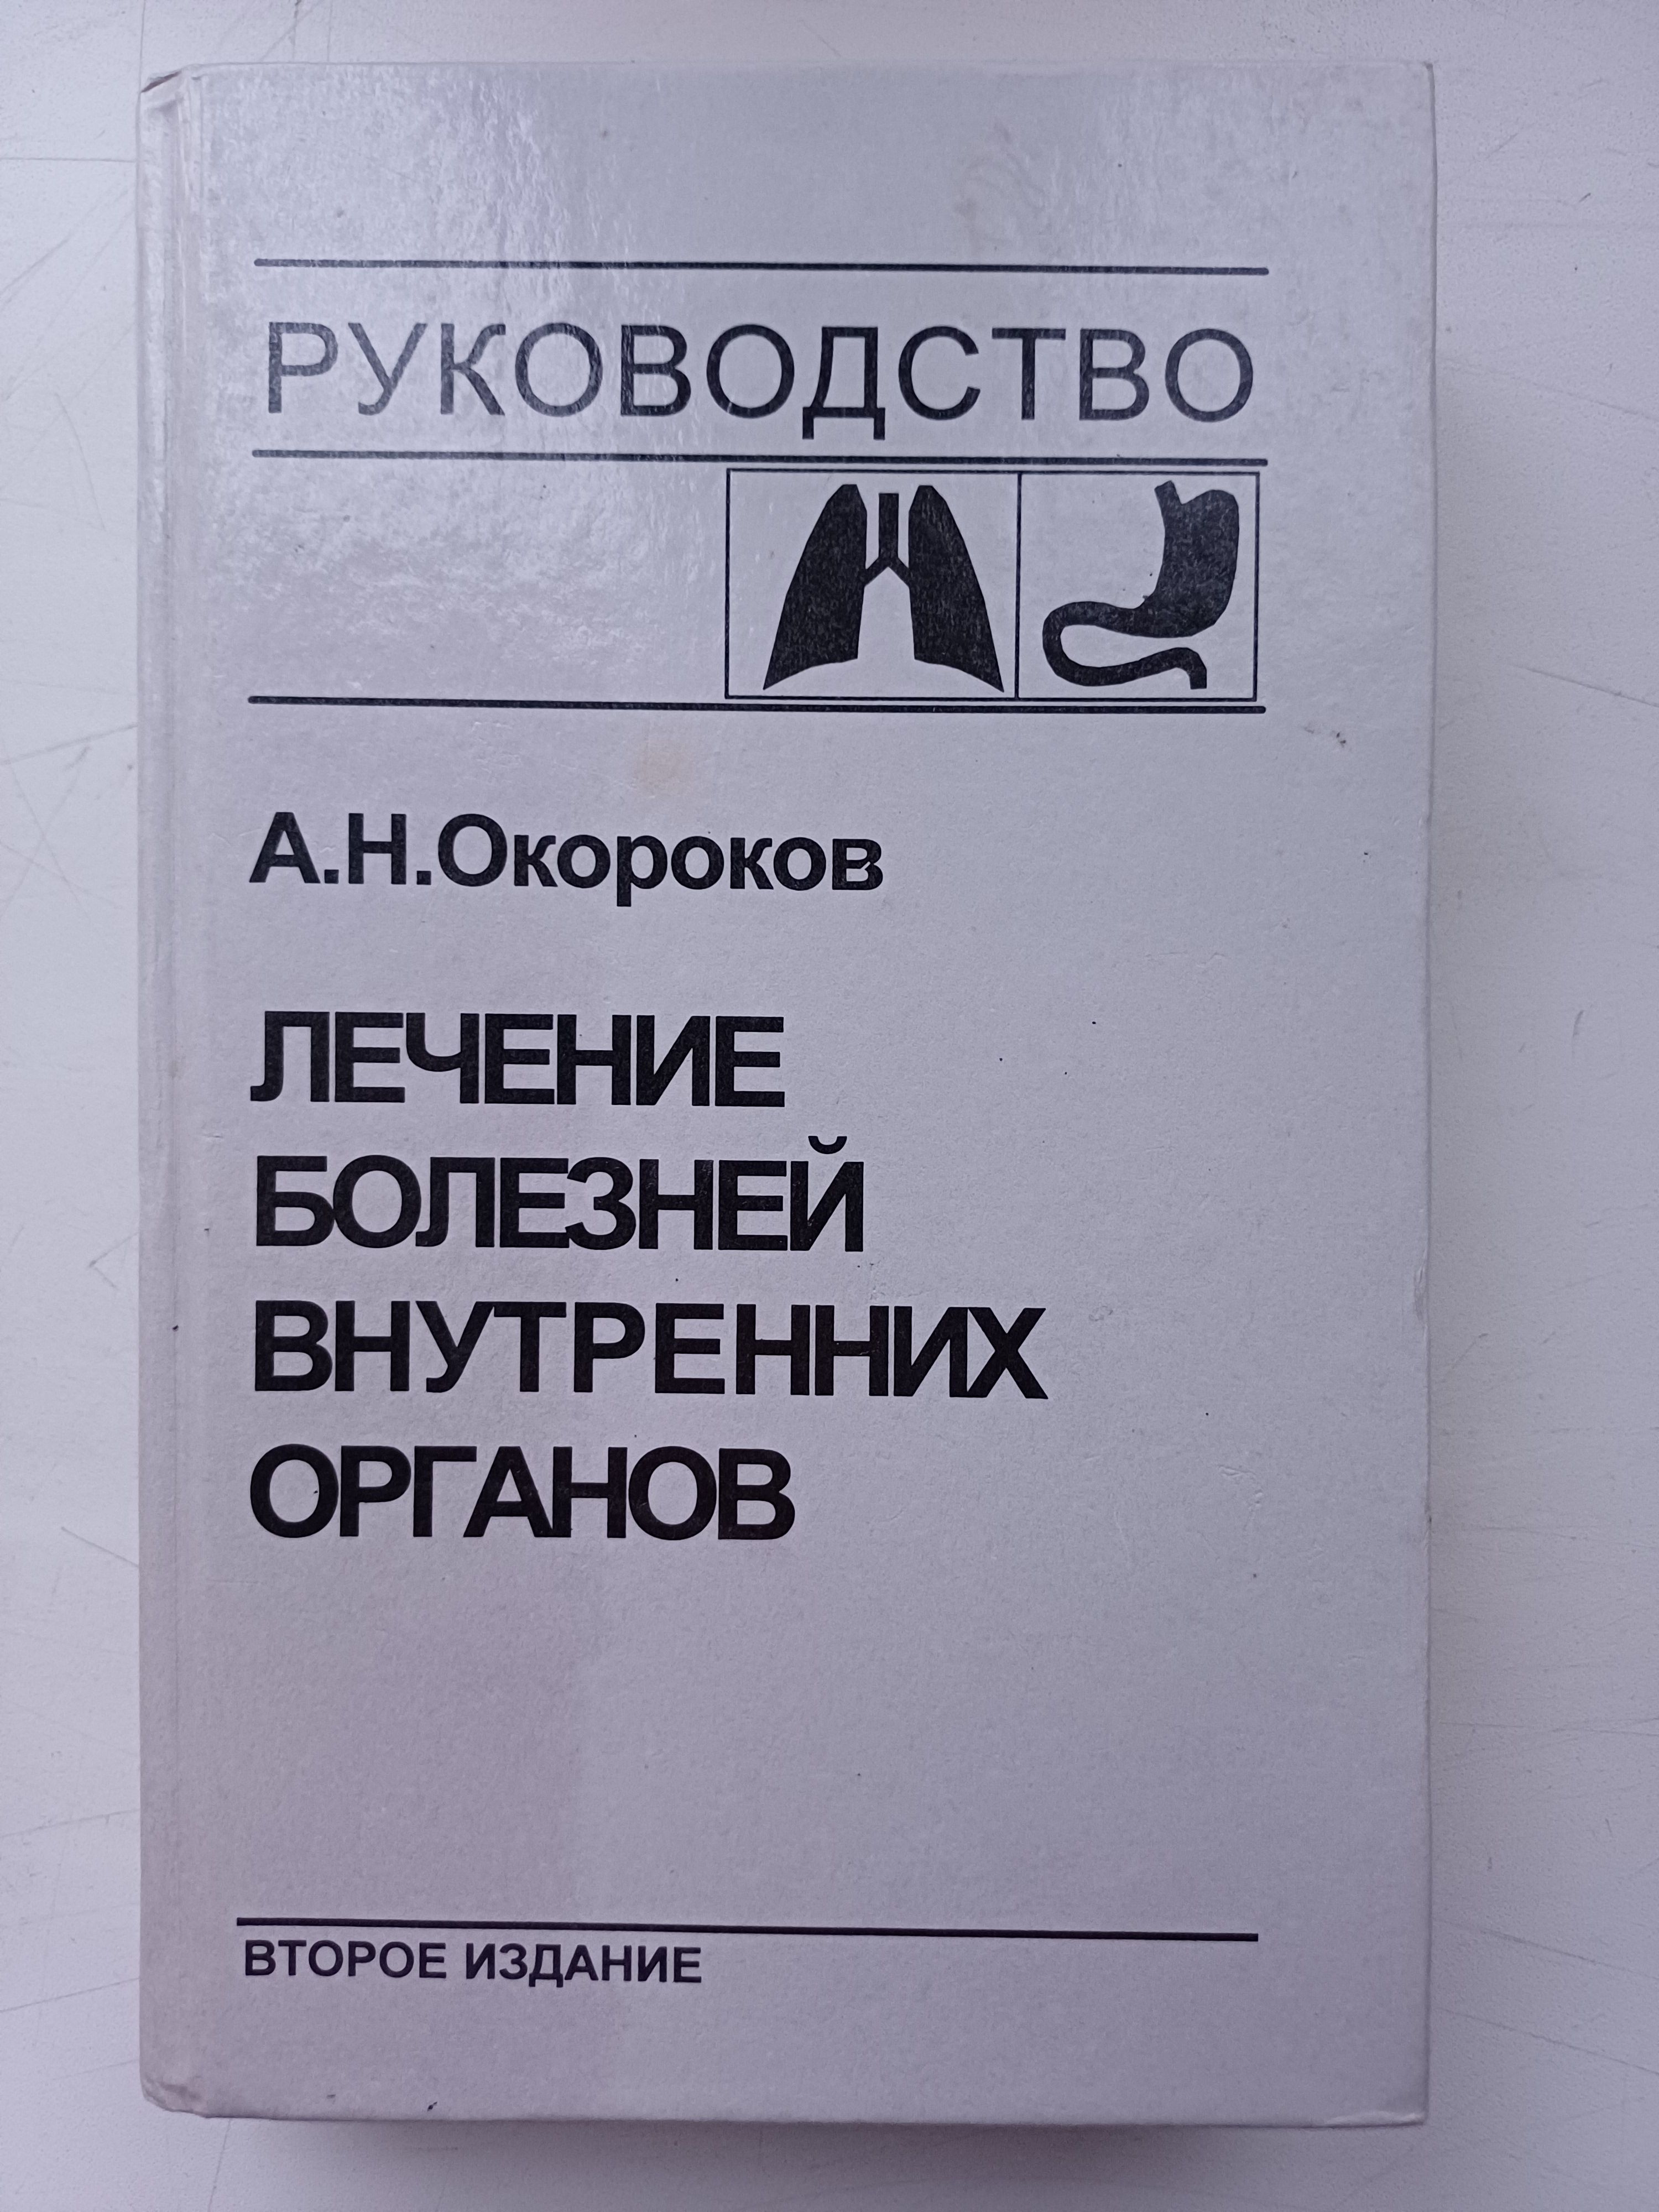 РУКОВОДСТВО
А.Н.Окороков
ЛЕЧЕНИЕ
БОЛЕЗНЕЙ
ВНУТРЕННИХ
ОРГАНОВ
ВТОРОЕ ИЗДАНИЕ